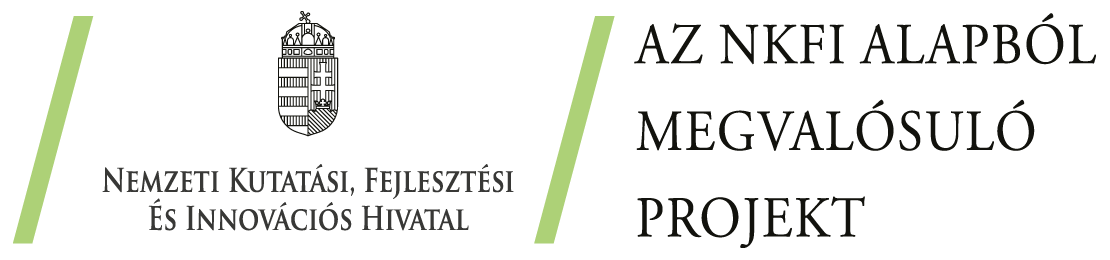 NEMZETI KUTATÁSI, FEJLESZTÉSI
ÉS INNOVÁCIÓS HIVATAL
AZ NKFI ALAPBÓL
MEGVALÓSULÓ
PROJEKT